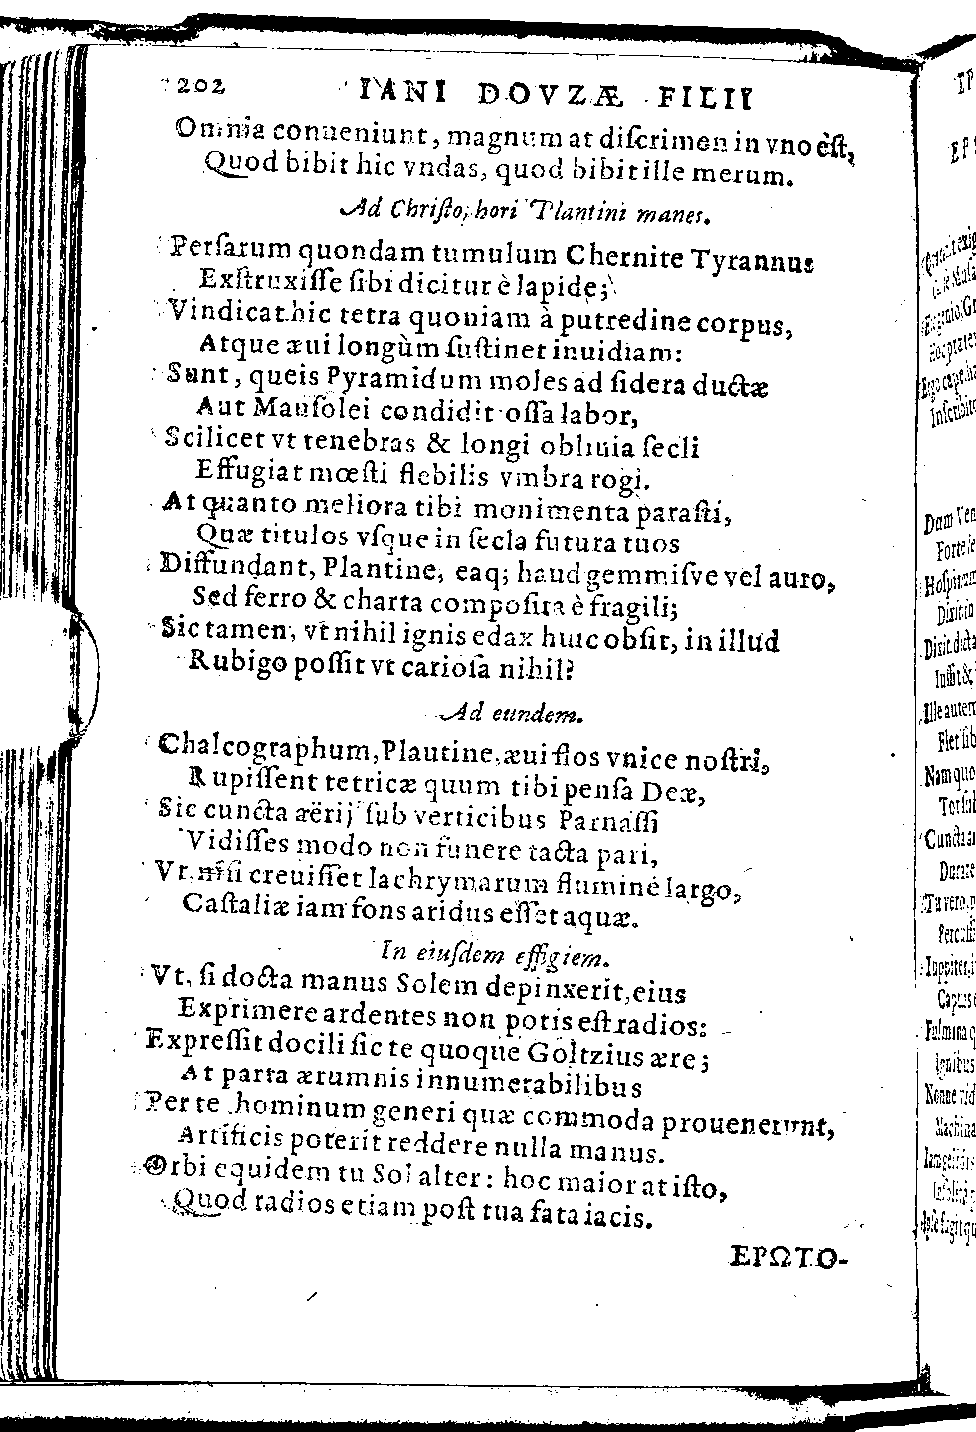 202 IANI DOVZÆ FILII
Omnia conueniunt, magnum at diſcrimen in vno èſt,
Quod bibit hic vndas, quod bibit ille merum.
Ad Chriſtophori Plantini manes.
Perſarum quondam tumulum Chernite Tyrannus
Exſtruxiſſe ſibi dicitur è lapide;
Vindicat hic tetra quoniam à putredine corpus,
Atque æui longùm ſuſtinet inuidiam:
Sunt, queis Pyramidum moles ad ſidera ductæ
Aut Mauſolei condidit oſſa labor,
Scilicet vt tenebras & longi obliuia ſecli
Effugiat mœſti flebilis vmbra rogi.
At quanto meliora tibi monimenta paraſti,
Quæ titulos vſque in ſecla futura tuos
Diffundant, Plantine, eaq; haud gemmiſve vel auro,
Sed ferro & charta compoſita è fragili;
Sic tamen, vt nihil ignis edax huic obſit, in illud
Rubigo poſſit vt carioſa nihil?
Ad eundem.
Chalcographum, Plautine, æui flos vnice noſtri,
Rupiſſent tetricæ quum tibi penſa Deæ,
Sic cuncta aërij ſub verticibus Parnaſſi
Vidiſſes modo non funere tacta pari,
Vt niſi creuiſſet lachrymarum flumine largo,
Caſtaliæ iam fons aridus eſſet aquæ.
In eiuſdem effigiem.
Vt, ſi docta manus Solem depinxerit, eius
Exprimere ardentes non potis eſt radios:
Expreſſit docili ſic te quoque Goltzius ære;
At parta ærumnis innumerabilibus
Per te hominum generi quæ commoda prouenerunt,
Artificis poterit reddere nulla manus.
Orbi equidem tu Sol alter: hoc maior at iſto,
Quod radios etiam poſt tua fata iacis.
ΕΡΩΤΟ-